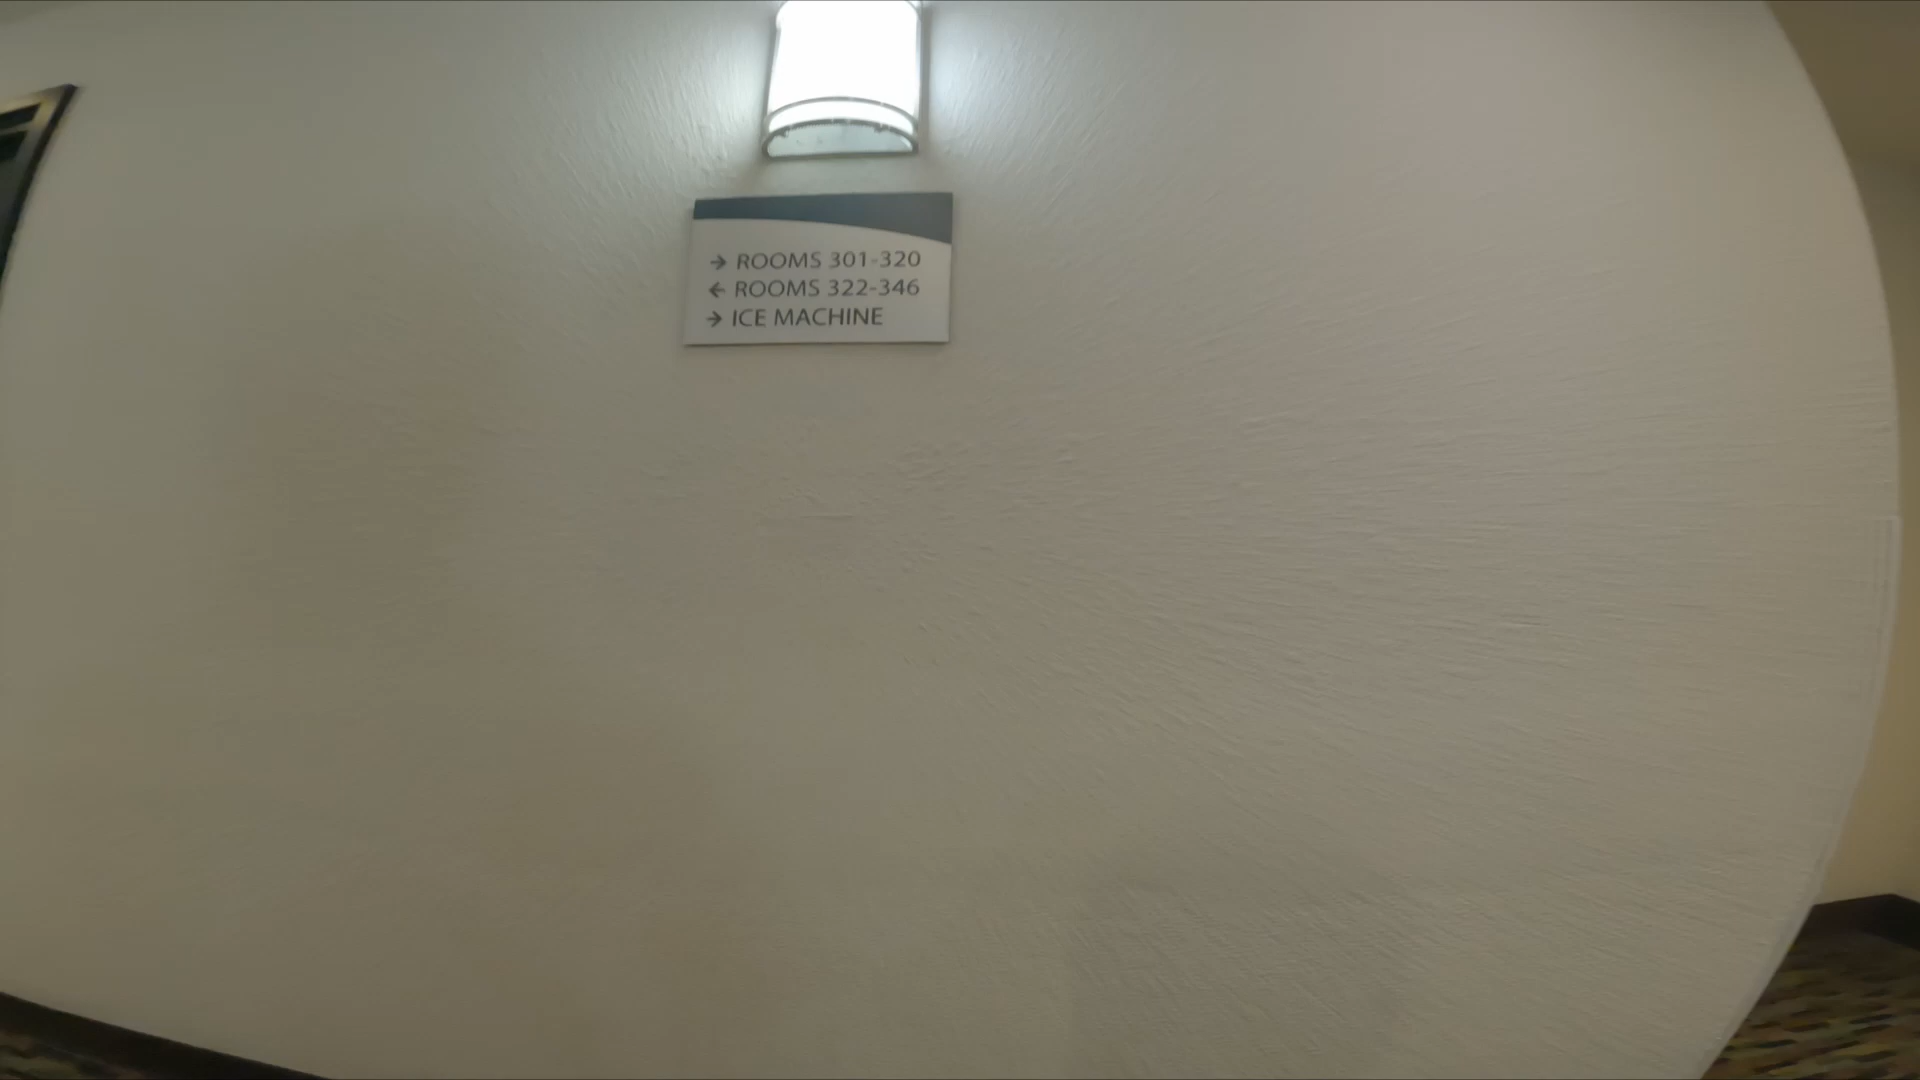 → ROOMS 301-320
← ROOMS 322-346
→ ICE MACHINE